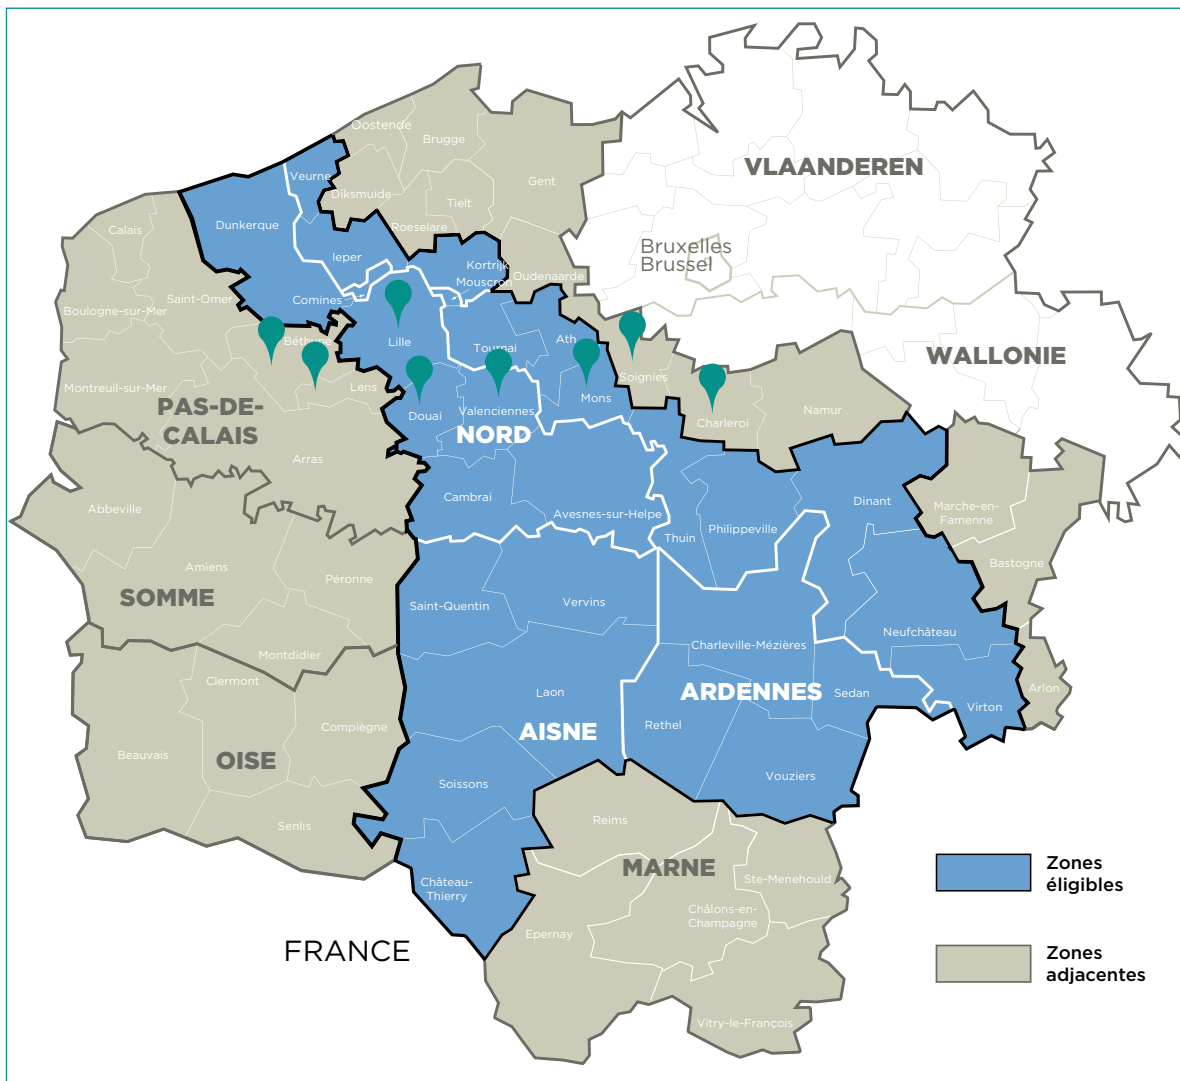 Oostende
Brugge
VLAANDEREN
Veurne
Diksmuide
Gent
Tielt
Dunkerque
Roeselare
Calais
Ieper
Bruxelles
Brussel
Kortrijk
Oudenaarde
Mouscron
Saint-Omer
Comines
Boulogne-sur-Mer
Béthune
Lille
Tournai
Ath
WALLONIE
Soignies
Montreuil-sur-Mer
Lens
Mons
PAS-DE-
CALAIS
Douai
Valenciennes
Charleroi
Namur
NORD
Arras
Cambrai
Dinant
Abbeville
Avesnes-sur-Helpe
Philippeville
Marche-en-
Famenne
Thuin
Bastogne
Amiens
Péronne
SOMME
Saint-Quentin
Vervins
Neufchâteau
Montdidier
Charleville-Mézières
Clermont
Laon
ARDENNES
Sedan
Arlon
Virton
Compiègne
Rethel
AISNE
Beauvais
OISE
Soissons
Vouziers
Senlis
Reims
MARNE
Zones
éligibles
Château-
Thierry
Ste-Menehould
Châlons-en-
Champagne
Epernay
FRANCE
Zones
adjacentes
Vitry-le-François